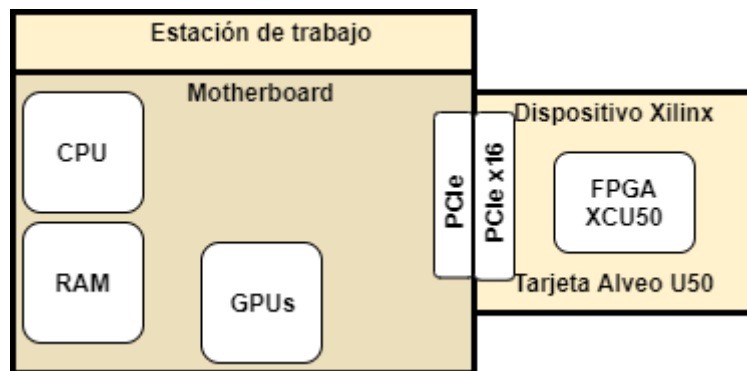 Estación de trabajo
Motherboard
CPU
RAM
GPUs
PCIe
PCIe x16
Dispositivo Xilinx
FPGA
XCU50
Tarjeta Alveo U50